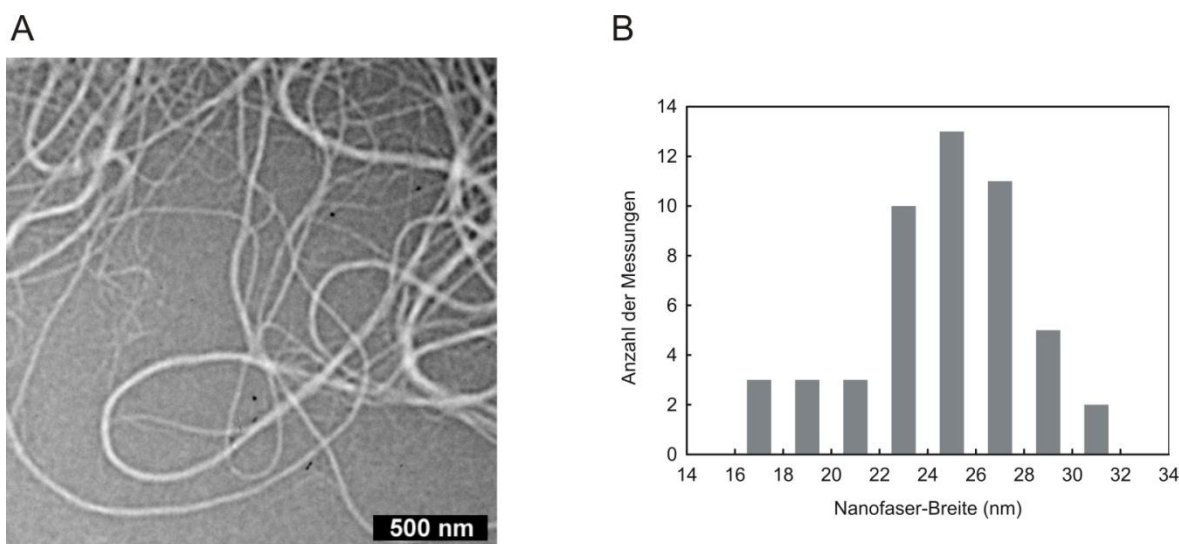 A
B
500 nm
Anzahl der Messungen
14
12
10
8
6
4
2
0
14 16 18 20 22 24 26 28 30 32 34
Nanofaser-Breite (nm)